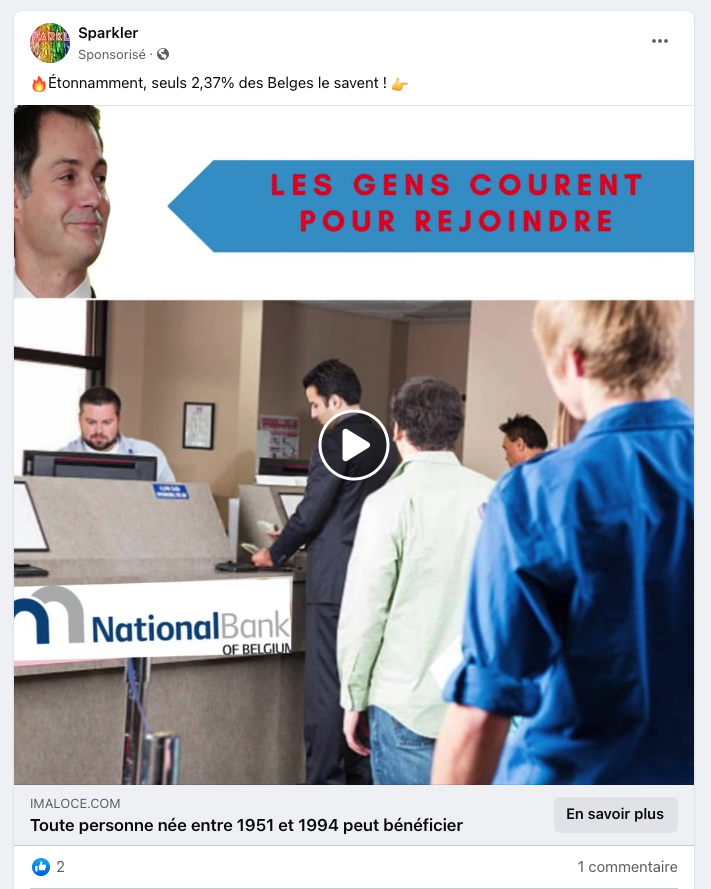 Sparkler
Sponsorisé ·
🔥Étonnamment, seuls 2,37% des Belges le savent ! 👉
LES GENS COURENT
POUR REJOINDRE
NationalBank
OF BELGIUM
IMALOCE.COM
Toute personne née entre 1951 et 1994 peut bénéficier
En savoir plus
2
1 commentaire